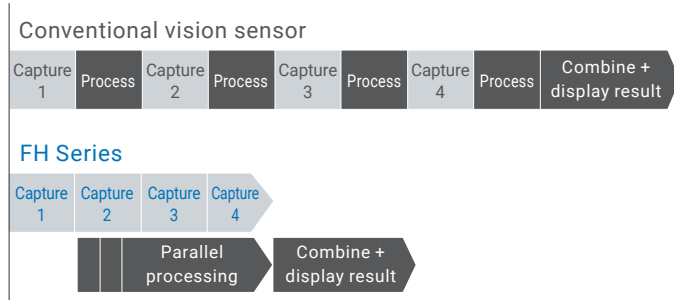 Conventional vision sensor
Capture Capture Capture Capture Combine +
Process Process Process Process
1 2 3 4 display result
FH Series
Capture Capture Capture Capture
1 2 3 4
Parallel Combine +
processing display result